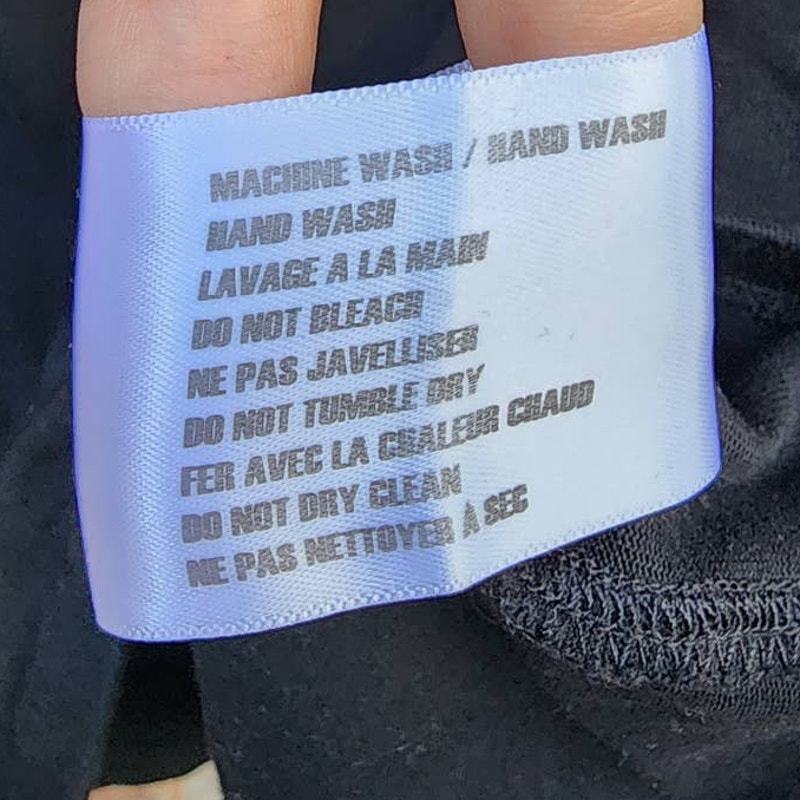 MACHINE WASH / HAND WASH
HAND WASH
LAVAGE A LA MAIN
DO NOT BLEACH
NE PAS JAVELLISER
DO NOT TUMBLE DRY
FER AVEC LA CHALEUR CHAUD
DO NOT DRY CLEAN
NE PAS NETTOYER À SEC